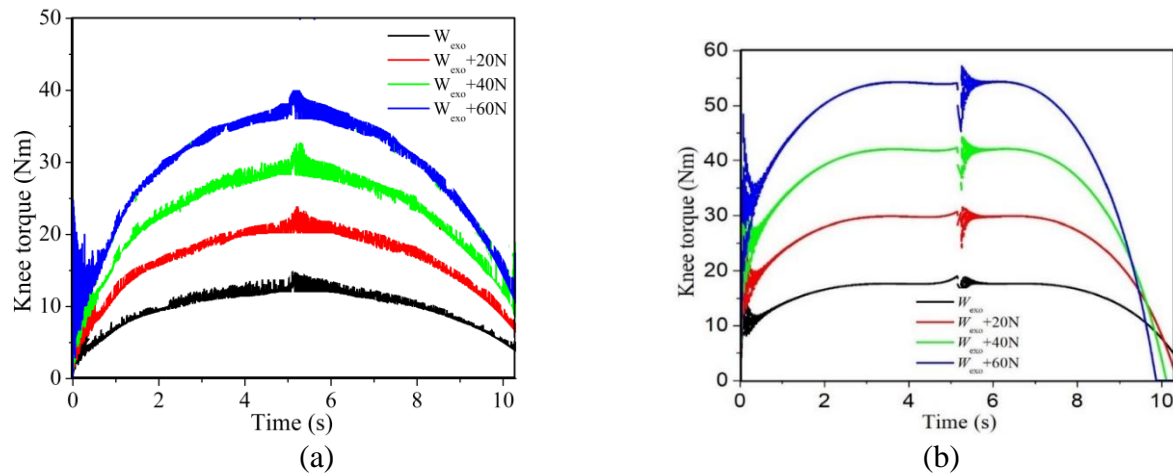 50
40
30
20
10
0
Knee torque (Nm)
W_exo
W_exo+20N
W_exo+40N
W_exo+60N
0 2 4 6 8 10
Time (s)
(a)
60
50
40
30
20
10
0
Knee torque (Nm)
W_exo
W_exo+20N
W_exo+40N
W_exo+60N
0 2 4 6 8 10
Time (s)
(b)